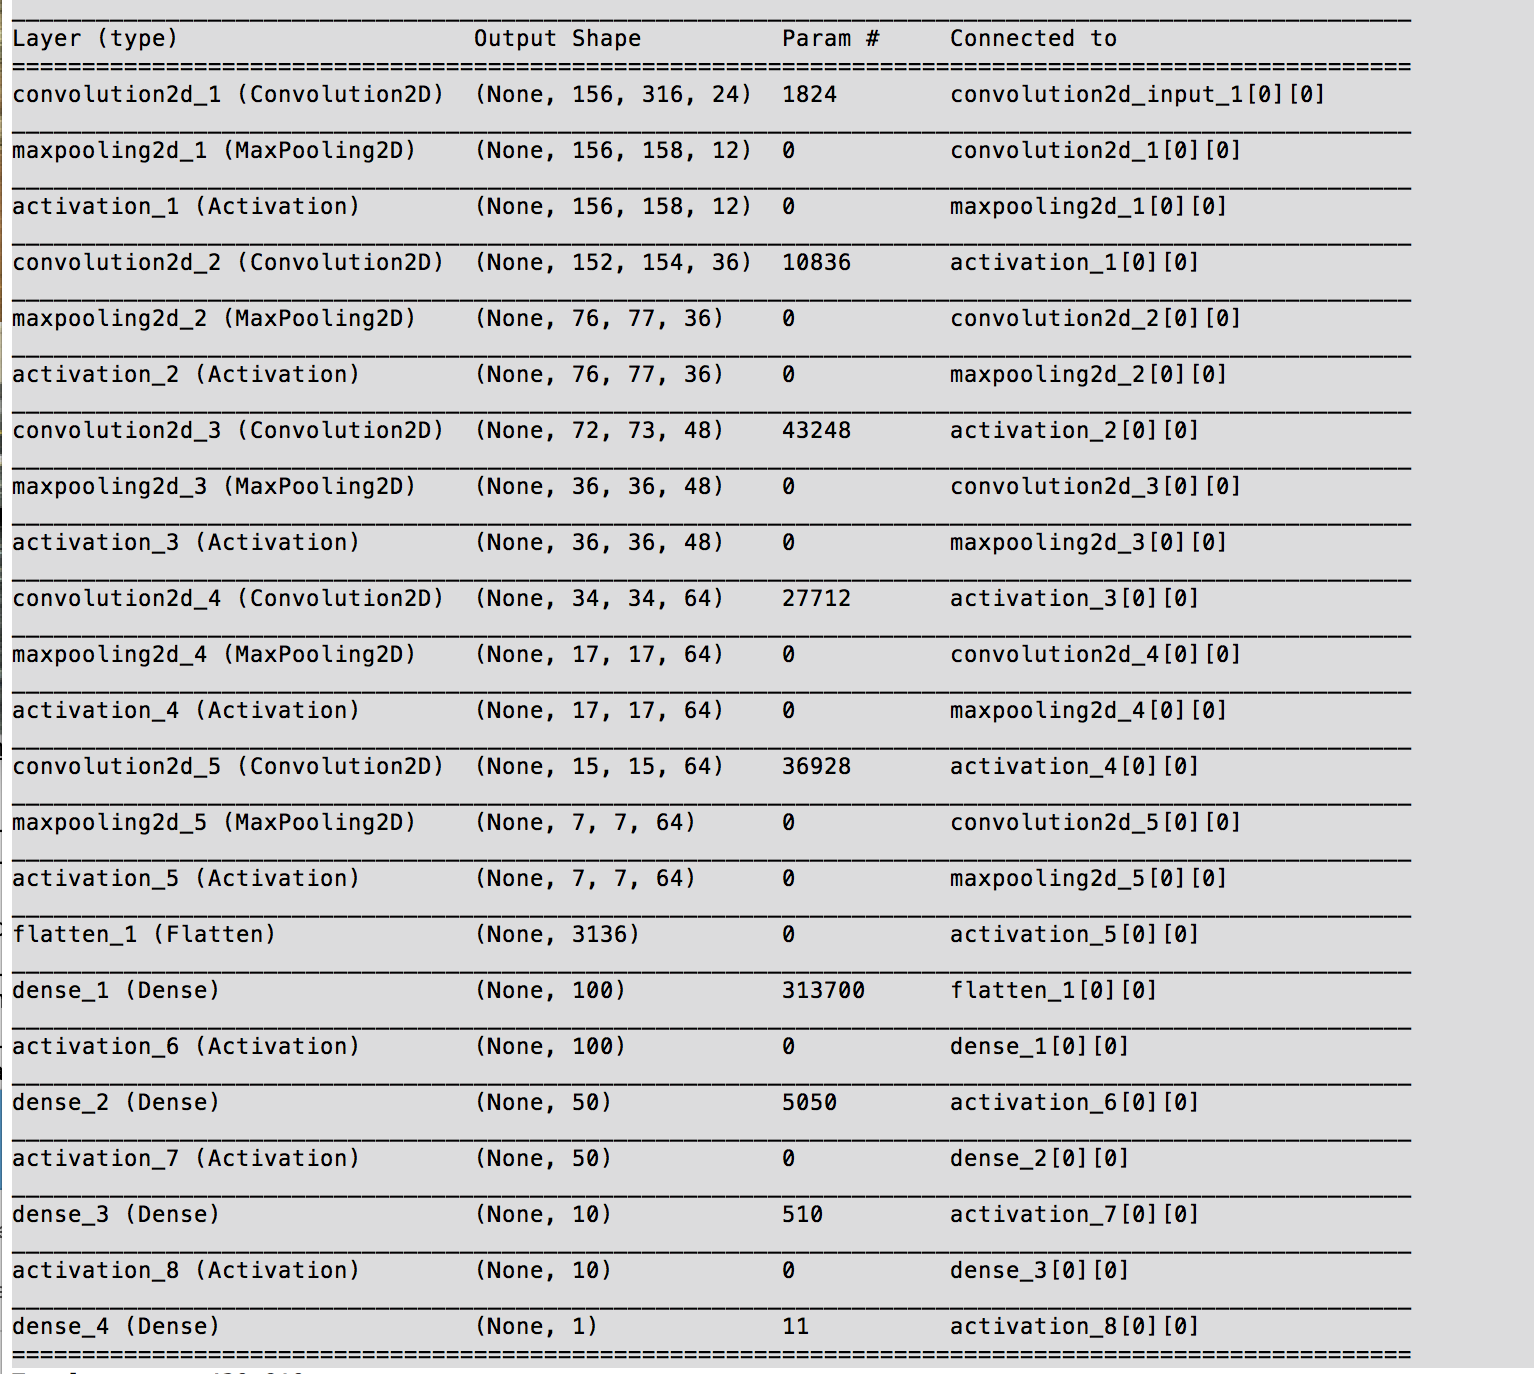 Layer (type) Output Shape Param # Connected to
convolution2d_1 (Convolution2D) (None, 156, 316, 24) 1824 convolution2d_input_1[0][0]
maxpooling2d_1 (MaxPooling2D) (None, 156, 158, 12) 0 convolution2d_1[0][0]
activation_1 (Activation) (None, 156, 158, 12) 0 maxpooling2d_1[0][0]
convolution2d_2 (Convolution2D) (None, 152, 154, 36) 10836 activation_1[0][0]
maxpooling2d_2 (MaxPooling2D) (None, 76, 77, 36) 0 convolution2d_2[0][0]
activation_2 (Activation) (None, 76, 77, 36) 0 maxpooling2d_2[0][0]
convolution2d_3 (Convolution2D) (None, 72, 73, 48) 43248 activation_2[0][0]
maxpooling2d_3 (MaxPooling2D) (None, 36, 36, 48) 0 convolution2d_3[0][0]
activation_3 (Activation) (None, 36, 36, 48) 0 maxpooling2d_3[0][0]
convolution2d_4 (Convolution2D) (None, 34, 34, 64) 27712 activation_3[0][0]
maxpooling2d_4 (MaxPooling2D) (None, 17, 17, 64) 0 convolution2d_4[0][0]
activation_4 (Activation) (None, 17, 17, 64) 0 maxpooling2d_4[0][0]
convolution2d_5 (Convolution2D) (None, 15, 15, 64) 36928 activation_4[0][0]
maxpooling2d_5 (MaxPooling2D) (None, 7, 7, 64) 0 convolution2d_5[0][0]
activation_5 (Activation) (None, 7, 7, 64) 0 maxpooling2d_5[0][0]
flatten_1 (Flatten) (None, 3136) 0 activation_5[0][0]
dense_1 (Dense) (None, 100) 313700 flatten_1[0][0]
activation_6 (Activation) (None, 100) 0 dense_1[0][0]
dense_2 (Dense) (None, 50) 5050 activation_6[0][0]
activation_7 (Activation) (None, 50) 0 dense_2[0][0]
dense_3 (Dense) (None, 10) 510 activation_7[0][0]
activation_8 (Activation) (None, 10) 0 dense_3[0][0]
dense_4 (Dense) (None, 1) 11 activation_8[0][0]